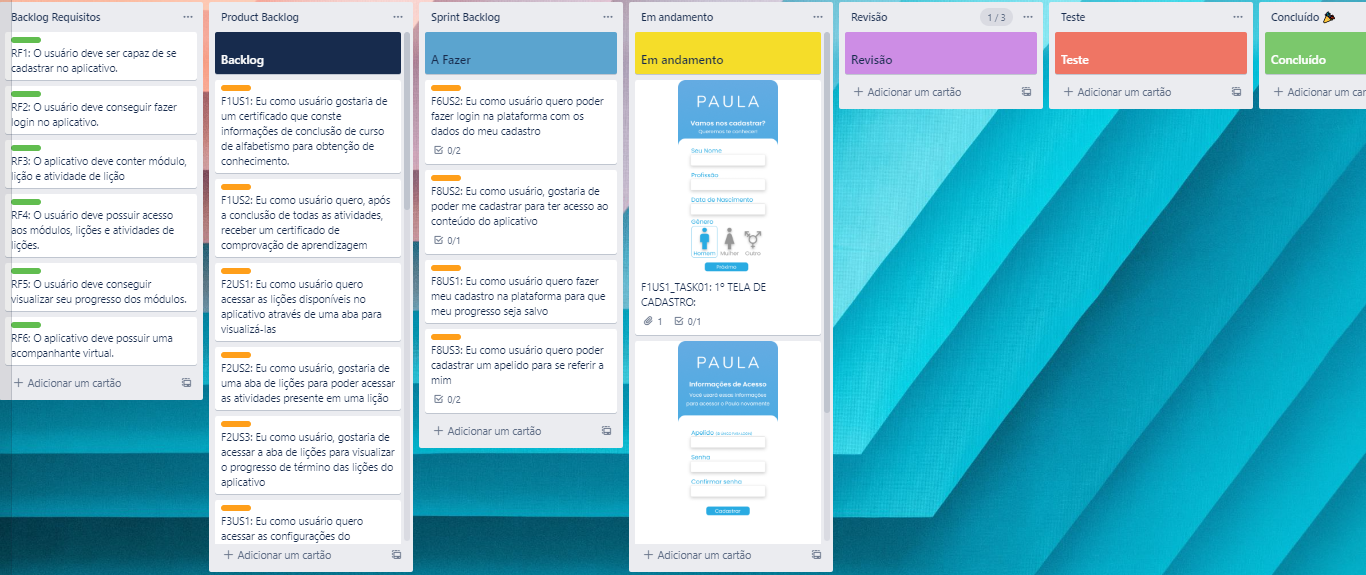 Backlog Requisitos
RF1: O usuário deve ser capaz de se
cadastrar no aplicativo.
RF2: O usuário deve conseguir fazer
login no aplicativo.
RF3: O aplicativo deve conter módulo,
lição e atividade de lição
RF4: O usuário deve possuir acesso
aos módulos, lições e atividades de
lições.
RF5: O usuário deve conseguir
visualizar seu progresso dos módulos.
RF6: O aplicativo deve possuir uma
acompanhante virtual.
+ Adicionar um cartão
Product Backlog
Backlog
F1US1: Eu como usuário gostaria de
um certificado que conste
informações de conclusão de curso
de alfabetismo para obtenção de
conhecimento.
F1US2: Eu como usuário quero, após
a conclusão de todas as atividades,
receber um certificado de
comprovação de aprendizagem
F2US1: Eu como usuário quero
acessar as lições disponíveis no
aplicativo através de uma aba para
visualizá-las
F2US2: Eu como usuário, gostaria de
uma aba de lições para poder acessar
as atividades presente em uma lição
F2US3: Eu como usuário, gostaria de
acessar a aba de lições para visualizar
o progresso de término das lições do
aplicativo
F3US1: Eu como usuário quero
acessar as configurações do
+ Adicionar um cartão
Sprint Backlog
A Fazer
F6US2: Eu como usuário quero poder
fazer login na plataforma com os
dados do meu cadastro
0/2
F8US2: Eu como usuário, gostaria de
poder me cadastrar para ter acesso ao
conteúdo do aplicativo
0/1
F8US1: Eu como usuário quero fazer
meu cadastro na plataforma para que
meu progresso seja salvo
F8US3: Eu como usuário quero poder
cadastrar um apelido para se referir a
mim
0/2
+ Adicionar um cartão
Em andamento
Em andamento
PAULA
Vamos nos cadastrar?
Queremos te conhecer!
Seu Nome
Profissão
Data de Nascimento
Gênero
Homem Mulher Outro
Próximo
F1US1_TASK01: 1º TELA DE
CADASTRO:
1 0/1
PAULA
Informações de Acesso
Você usará essas informações
para acessar o Paula novamente
Apelido
Senha
Confirmar senha
Cadastrar
+ Adicionar um cartão
Revisão 1 / 3
Revisão
+ Adicionar um cartão
Teste
Teste
+ Adicionar um cartão
Concluído 🎉
Concluído
+ Adicionar um car